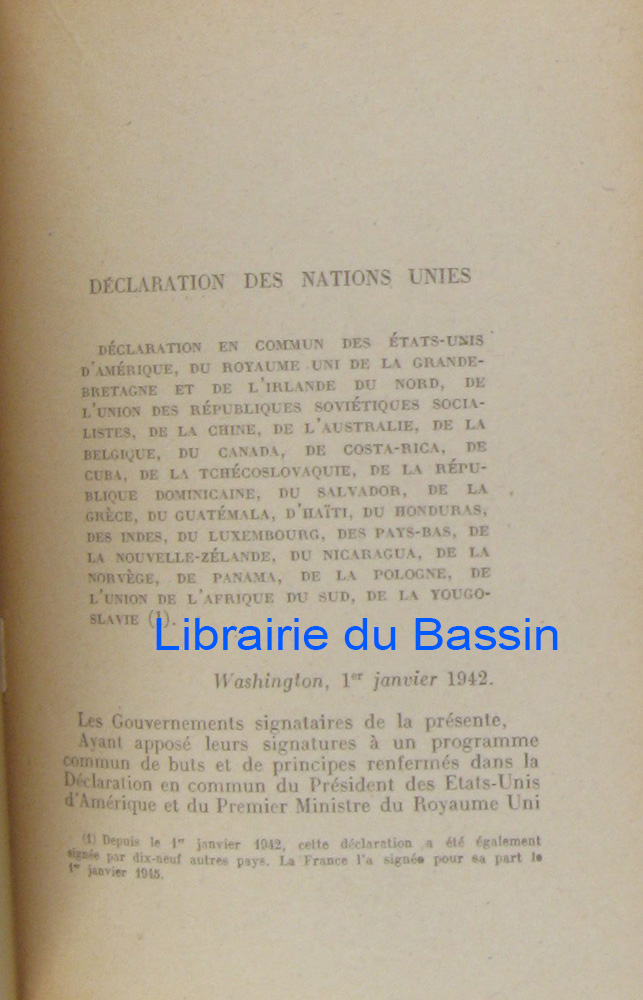 DÉCLARATION DES NATIONS UNIES
DÉCLARATION EN COMMUN DES ÉTATS-UNIS
D'AMÉRIQUE, DU ROYAUME UNI DE LA GRANDE-
BRETAGNE ET DE L'IRLANDE DU NORD, DE
L'UNION DES RÉPUBLIQUES SOVIÉTIQUES SOCIA-
LISTES, DE LA CHINE, DE L'AUSTRALIE, DE LA
BELGIQUE, DU CANADA, DE COSTA-RICA, DE
CUBA, DE LA TCHÉCOSLOVAQUIE, DE LA RÉPU-
BLIQUE DOMINICAINE, DU SALVADOR, DE LA
GRÈCE, DU GUATÉMALA, D'HAÏTI, DU HONDURAS,
DES INDES, DU LUXEMBOURG, DES PAYS-BAS, DE
LA NOUVELLE-ZÉLANDE, DU NICARAGUA, DE LA
NORVÈGE, DE PANAMA, DE LA POLOGNE, DE
L'UNION DE L'AFRIQUE DU SUD, DE LA YOUGO-
SLAVIE (1).
Librairie du Bassin
Washington, 1er janvier 1942.
Les Gouvernements signataires de la présente,
Ayant apposé leurs signatures à un programme
commun de buts et de principes renfermés dans la
Déclaration en commun du Président des Etats-Unis
d'Amérique et du Premier Ministre du Royaume Uni
(1) Depuis le 1er janvier 1942, cette déclaration a été également
signée par dix-neuf autres pays. La France l'a signée pour sa part le
1er janvier 1945.